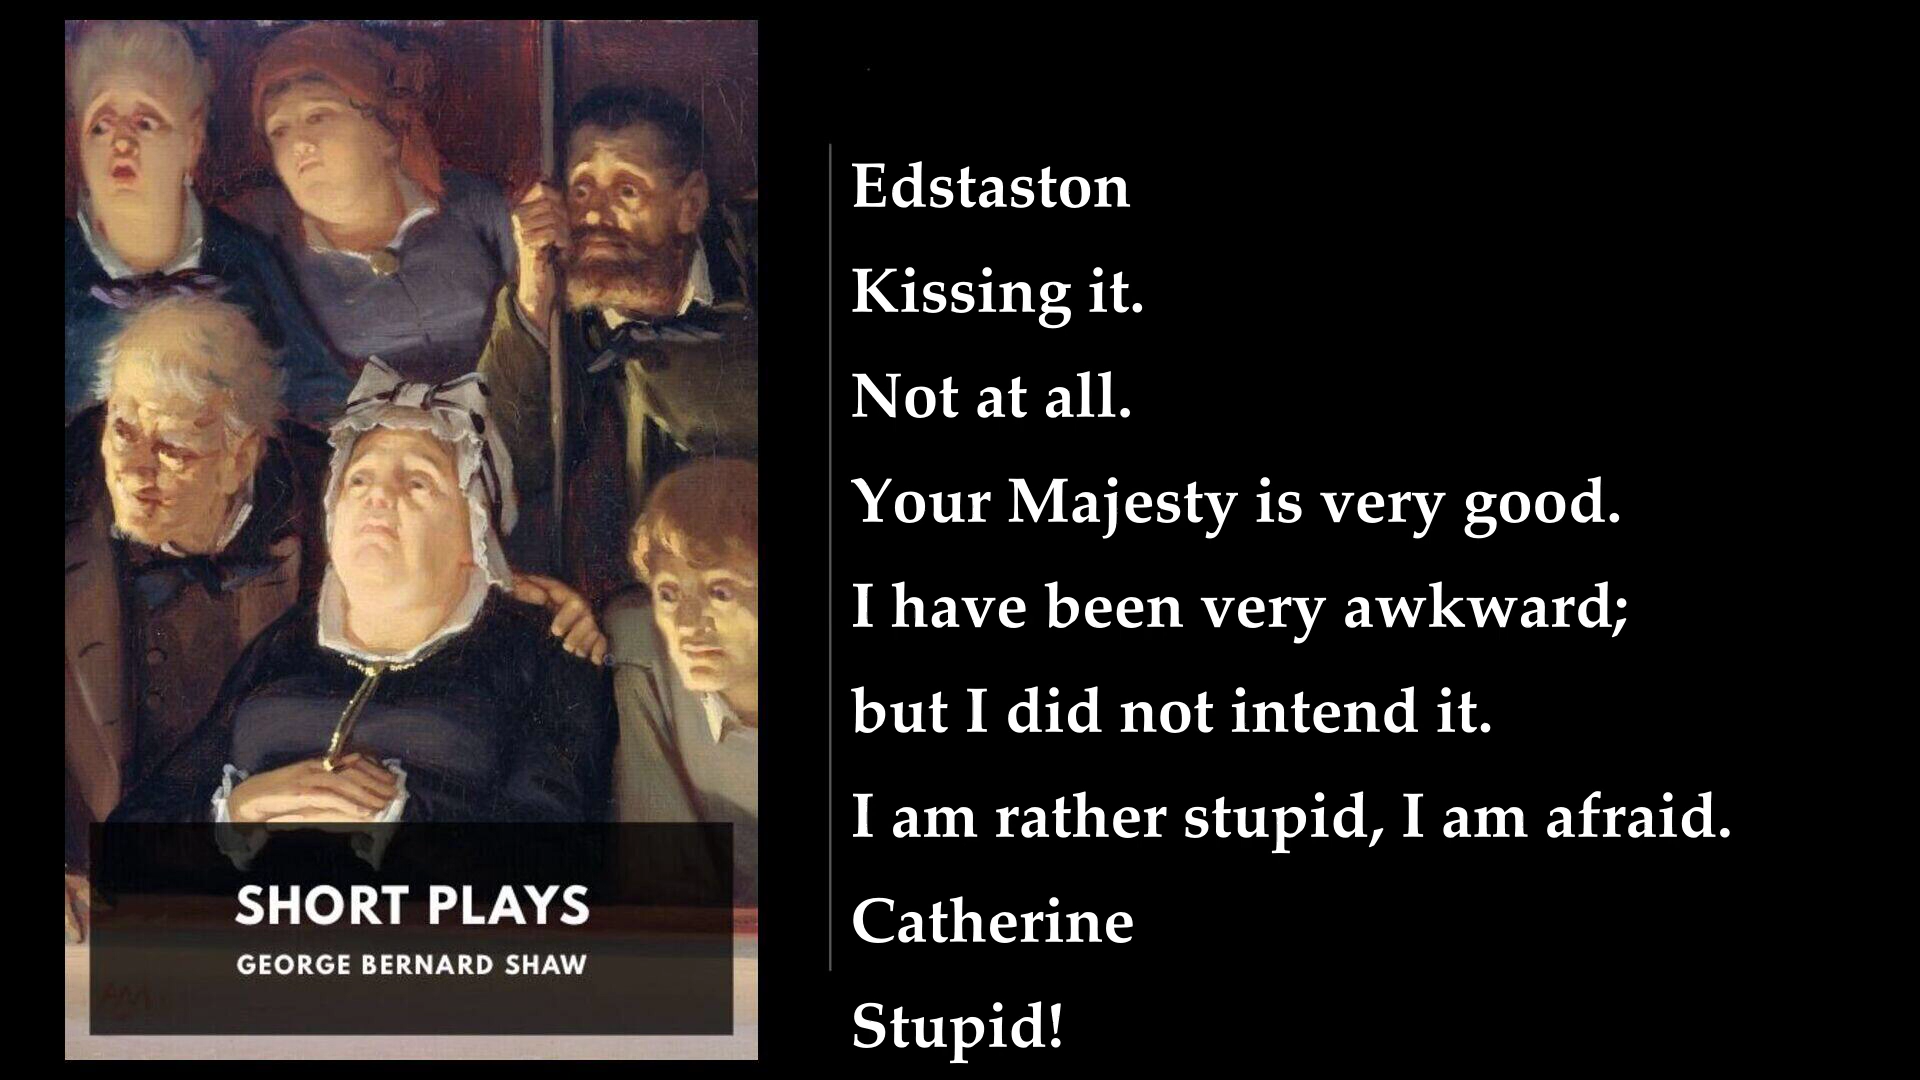 SHORT PLAYS
GEORGE BERNARD SHAW
Edstaston
Kissing it.
Not at all.
Your Majesty is very good.
I have been very awkward;
but I did not intend it.
I am rather stupid, I am afraid.
Catherine
Stupid!